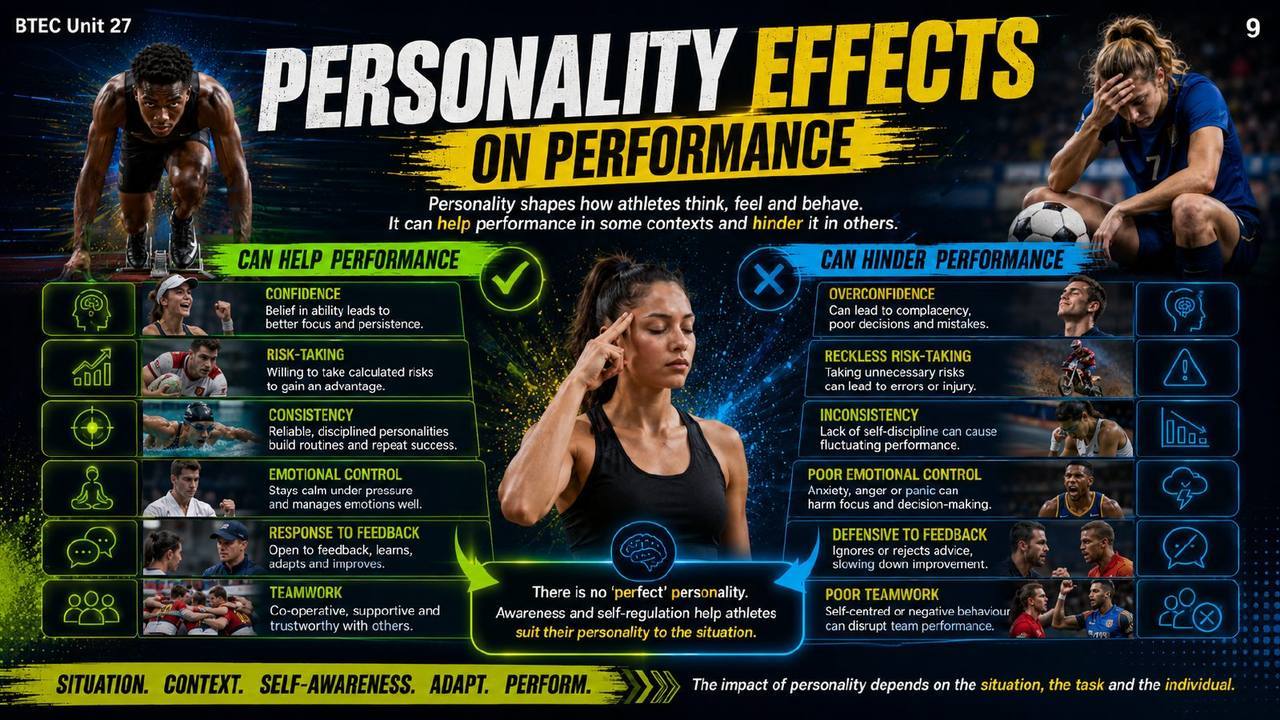 BTEC Unit 27
9
PERSONALITY EFFECTS
ON PERFORMANCE
Personality shapes how athletes think, feel and behave.
It can help performance in some contexts and hinder it in others.
CAN HELP PERFORMANCE
CONFIDENCE
Belief in ability leads to
better focus and persistence.
RISK-TAKING
Willing to take calculated risks
to gain an advantage.
CONSISTENCY
Reliable, disciplined personalities
build routines and repeat success.
EMOTIONAL CONTROL
Stays calm under pressure
and manages emotions well.
RESPONSE TO FEEDBACK
Open to feedback, learns,
adapts and improves.
TEAMWORK
Co-operative, supportive and
trustworthy with others.
CAN HINDER PERFORMANCE
OVERCONFIDENCE
Can lead to complacency,
poor decisions and mistakes.
RECKLESS RISK-TAKING
Taking unnecessary risks
can lead to errors or injury.
INCONSISTENCY
Lack of self-discipline can cause
fluctuating performance.
POOR EMOTIONAL CONTROL
Anxiety, anger or panic can
harm focus and decision-making.
DEFENSIVE TO FEEDBACK
Ignores or rejects advice,
slowing down improvement.
POOR TEAMWORK
Self-centred or negative behaviour
can disrupt team performance.
7
There is no 'perfect' personality.
Awareness and self-regulation help athletes
suit their personality to the situation.
SITUATION. CONTEXT. SELF-AWARENESS. ADAPT. PERFORM.
The impact of personality depends on the situation, the task and the individual.